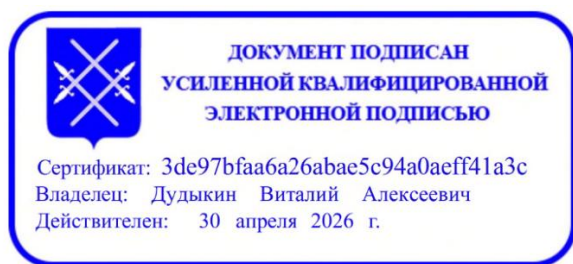 ДОКУМЕНТ ПОДПИСАН
УСИЛЕННОЙ КВАЛИФИЦИРОВАННОЙ
ЭЛЕКТРОННОЙ ПОДПИСЬЮ
Сертификат: 3de97bfaa6a26abae5c94a0aeff41a3c
Владелец: Дудыкин Виталий Алексеевич
Действителен: 30 апреля 2026 г.